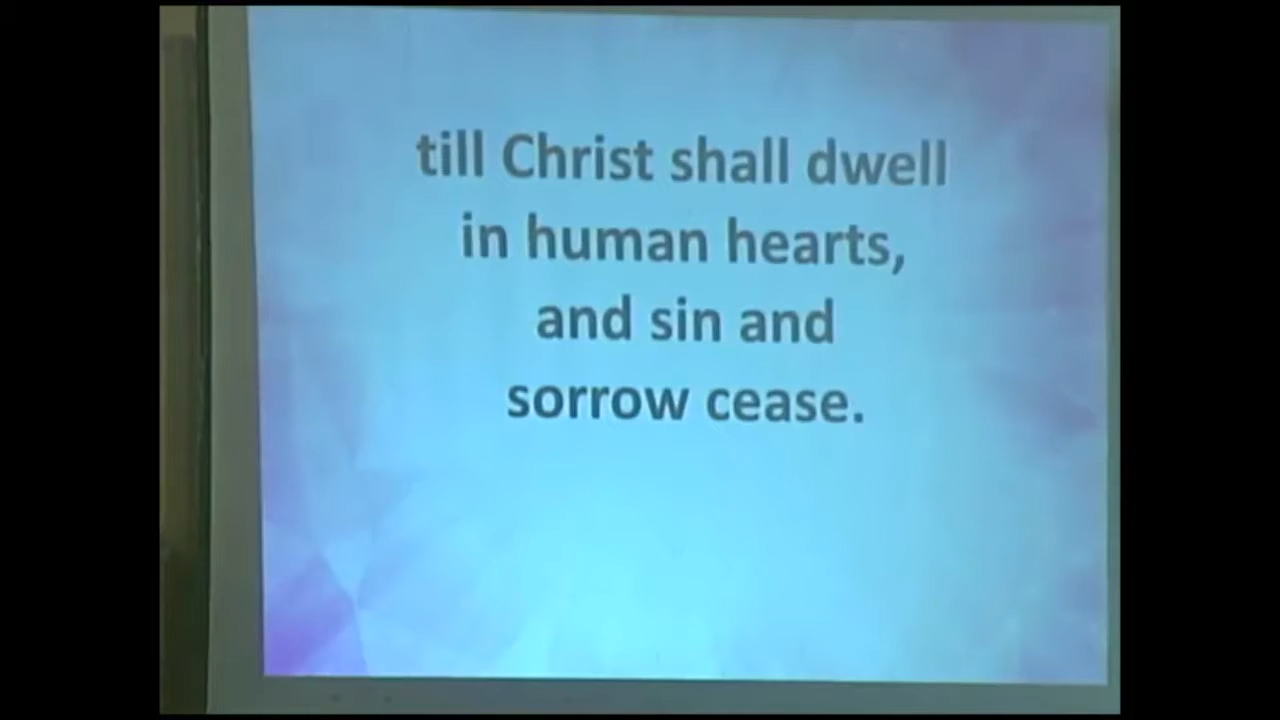 till Christ shall dwell
in human hearts,
and sin and
sorrow cease.